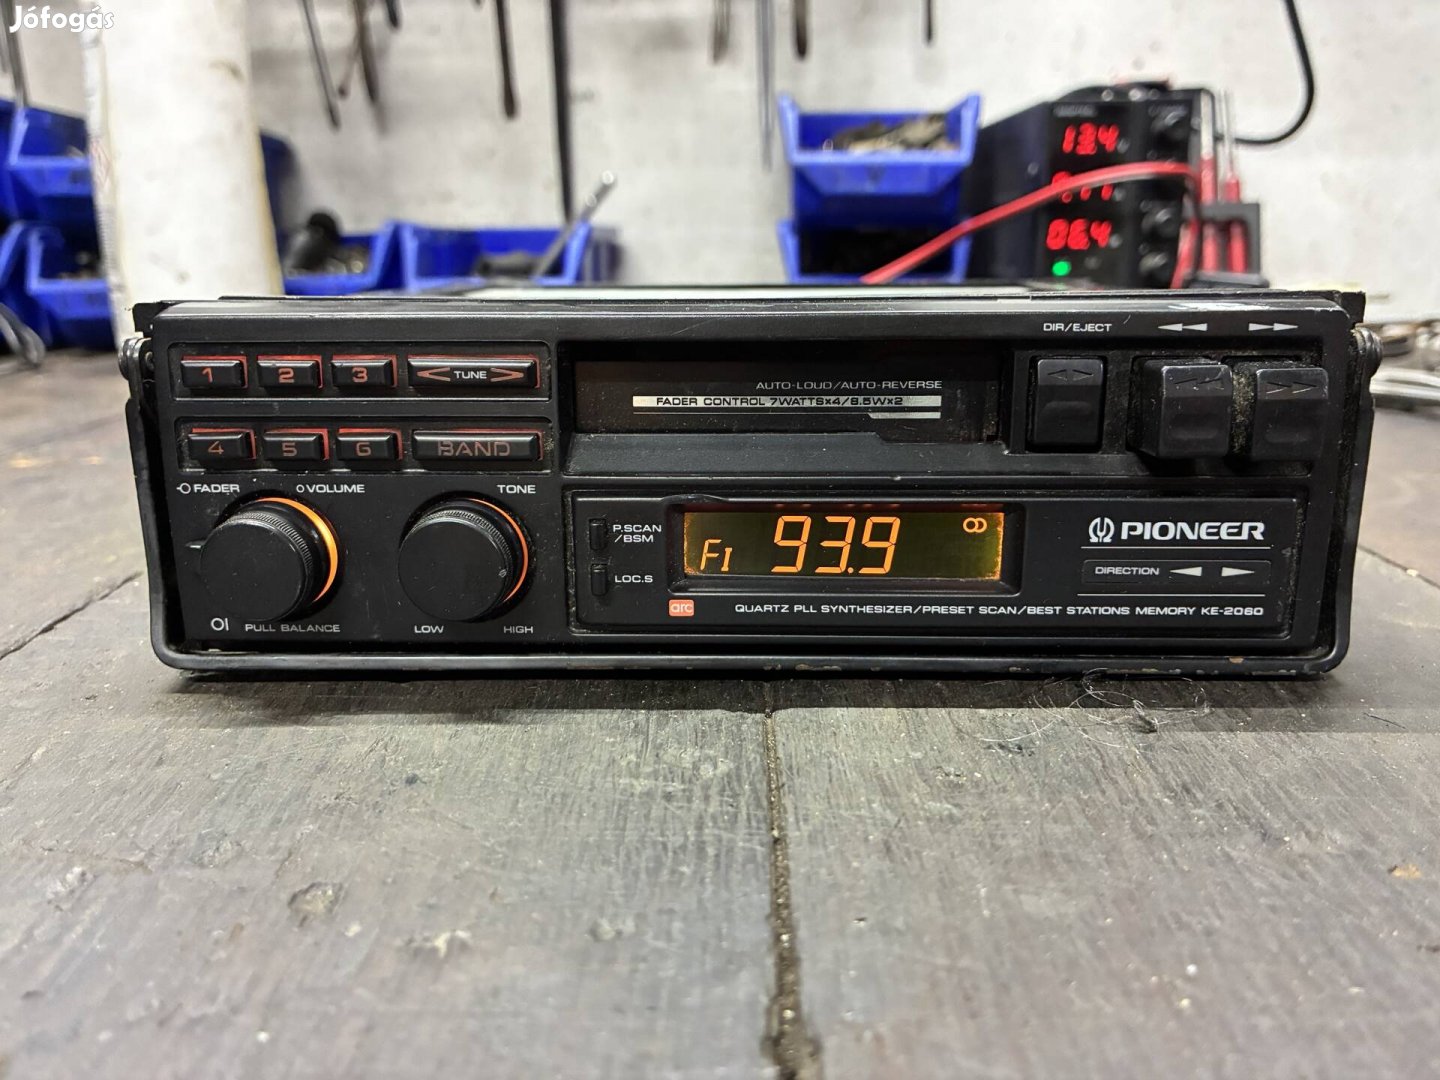 Jófogás
13.4
06.4
DIR/EJECT
1 2 3 TUNE
AUTO-LOUD/AUTO-REVERSE
FADER CONTROL 7WATTS×4/8.5W×2
4 5 6 BAND
FADER VOLUME TONE
P.SCAN
/BSM
LOC.S
F1 93.9
PIONEER
DIRECTION
arc
QUARTZ PLL SYNTHESIZER/PRESET SCAN/BEST STATIONS MEMORY KE-2060
PULL BALANCE LOW HIGH